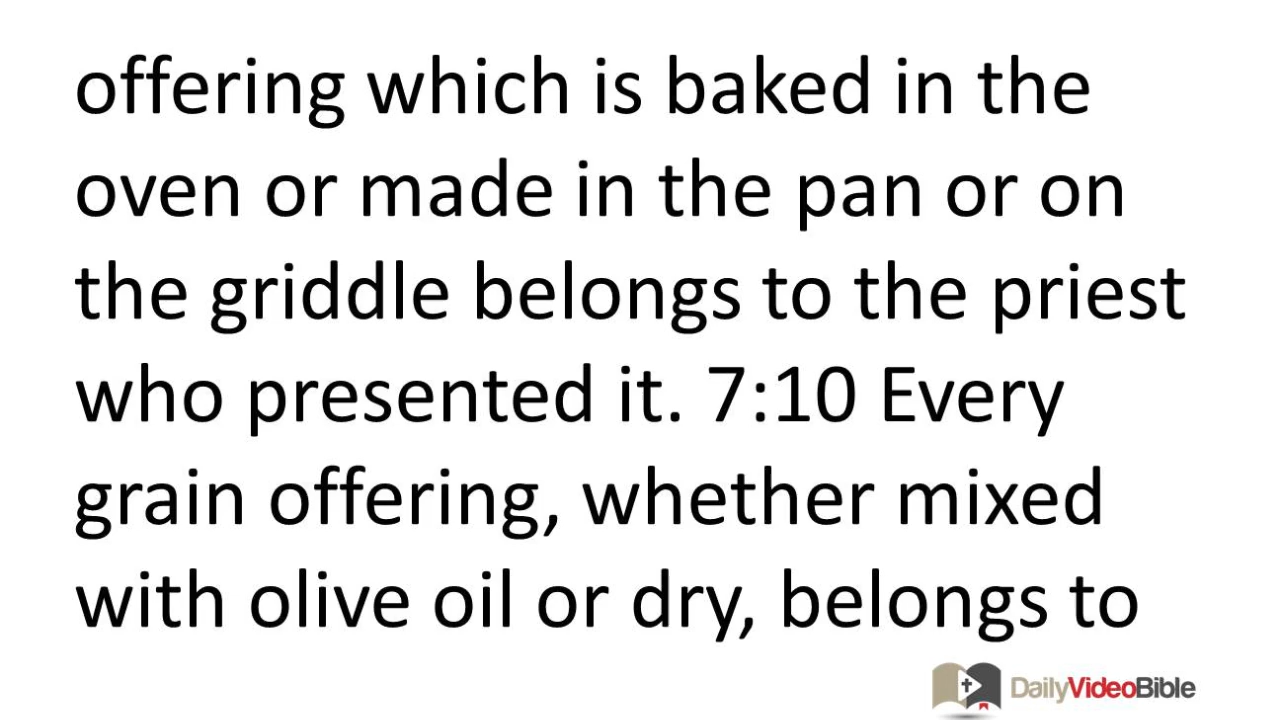 offering which is baked in the
oven or made in the pan or on
the griddle belongs to the priest
who presented it. 7:10 Every
grain offering, whether mixed
with olive oil or dry, belongs to
DailyVideoBible